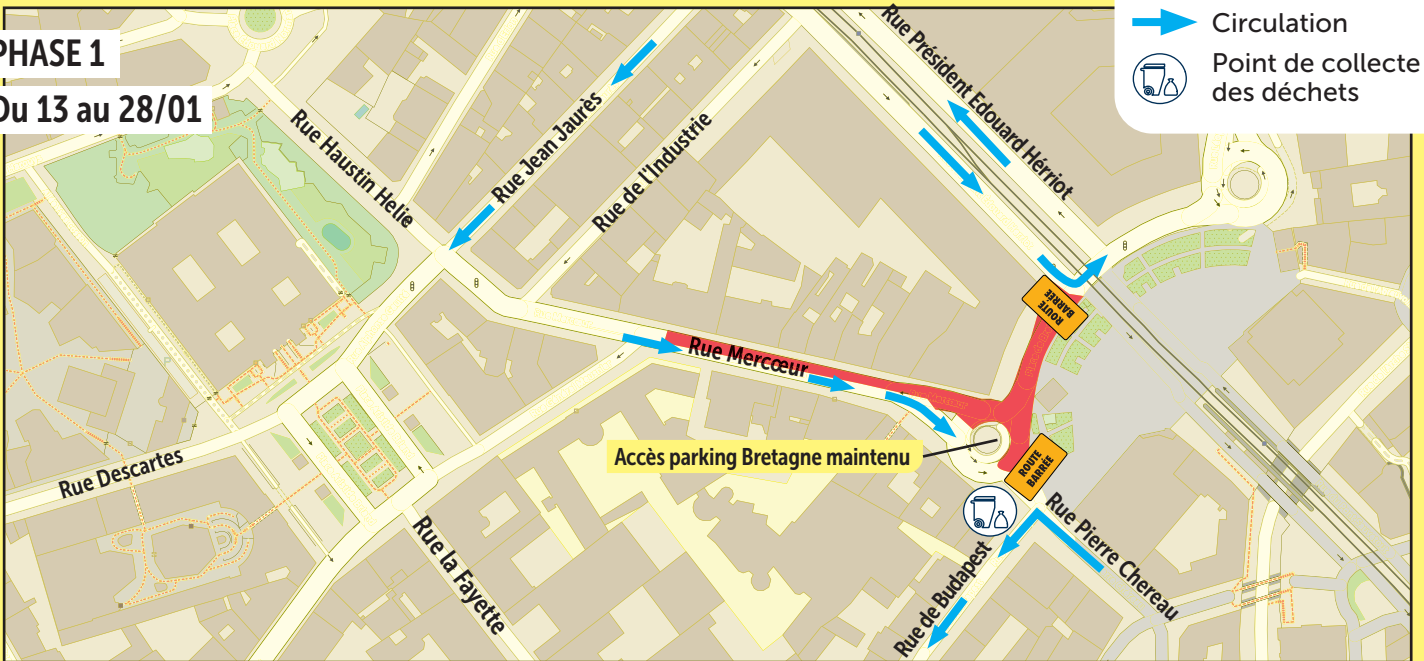 PHASE 1
Du 13 au 28/01
Circulation
Point de collecte
des déchets
Rue Président Edouard Hérriot
Rue Haustin Helie
Rue Jean Jaurès
Rue de l'Industrie
ROUTE
BARRÉE
Rue Mercœur
Accès parking Bretagne maintenu
ROUTE
BARRÉE
Rue Descartes
Rue la Fayette
Rue de Budapest
Rue Pierre Chereau